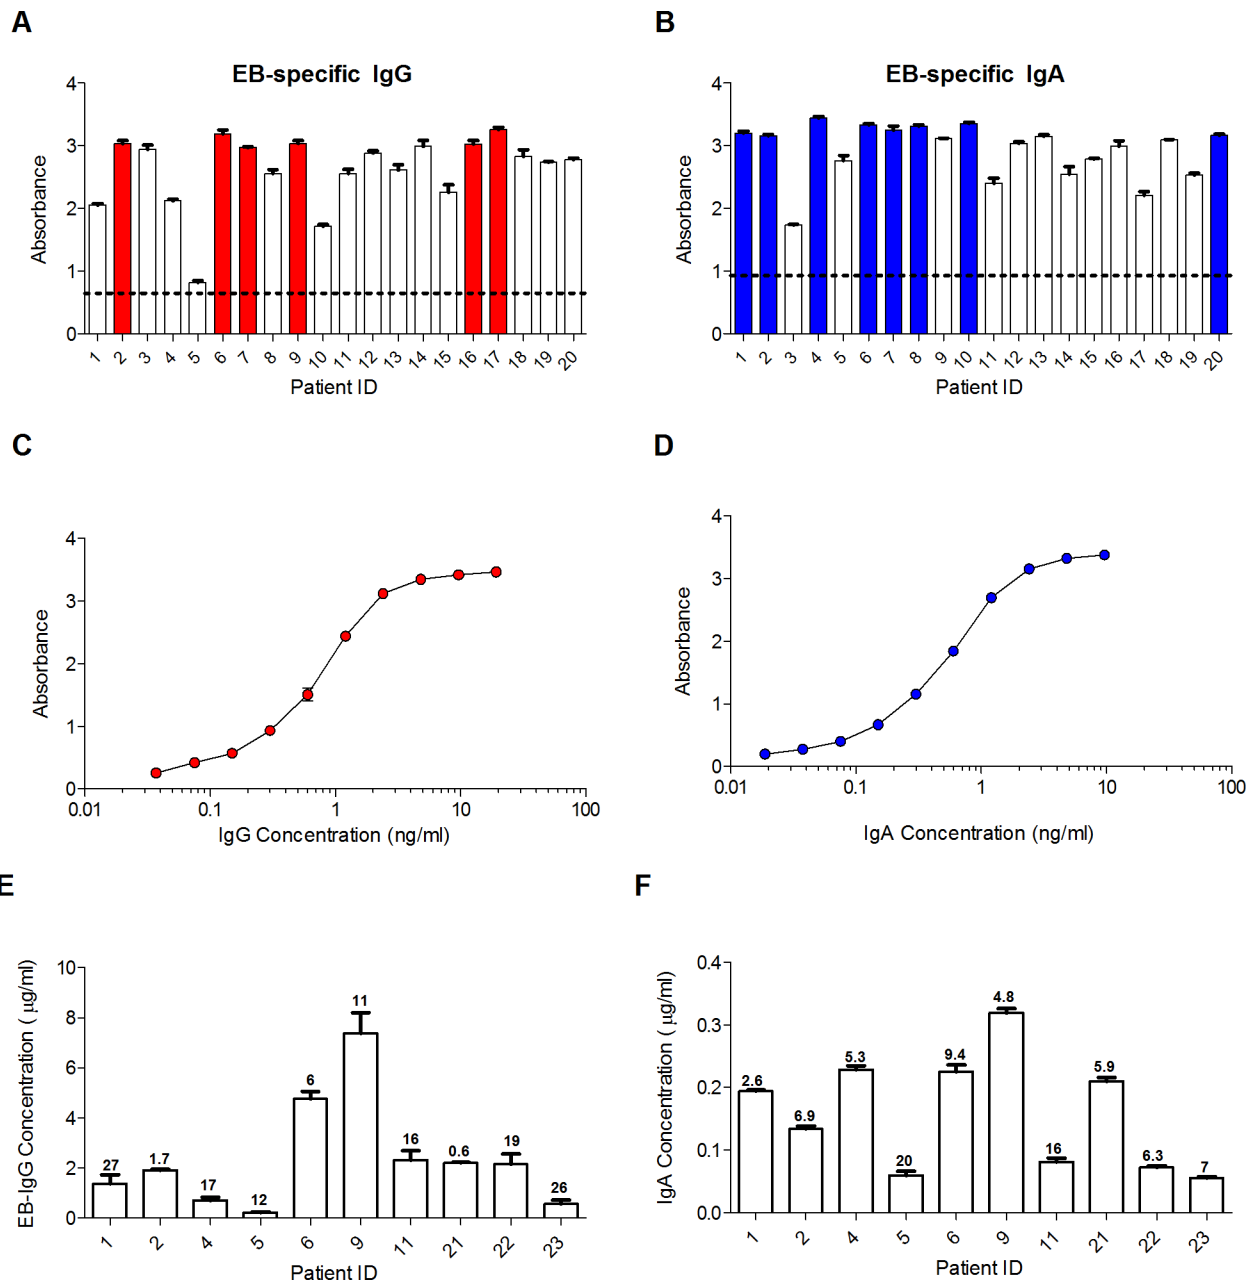 A
B
EB-specific IgG
EB-specific IgA
4
3
2
1
0
Absorbance
1 2 3 4 5 6 7 8 9 10 11 12 13 14 15 16 17 18 19 20
Patient ID
4
3
2
1
0
Absorbance
1 2 3 4 5 6 7 8 9 10 11 12 13 14 15 16 17 18 19 20
Patient ID
C
D
4
3
2
1
0
Absorbance
0.01 0.1 1 10 100
IgG Concentration (ng/ml)
4
3
2
1
0
Absorbance
0.01 0.1 1 10 100
IgA Concentration (ng/ml)
E
F
10
8
6
4
2
0
EB-IgG Concentration ( μg/ml)
27 1.7 17 12 6 11 16 0.6 19 26
1 2 4 5 6 9 11 21 22 23
Patient ID
0.4
0.3
0.2
0.1
0.0
IgA Concentration ( μg/ml)
2.6 6.9 5.3 20 9.4 4.8 16 5.9 6.3 7
1 2 4 5 6 9 11 21 22 23
Patient ID